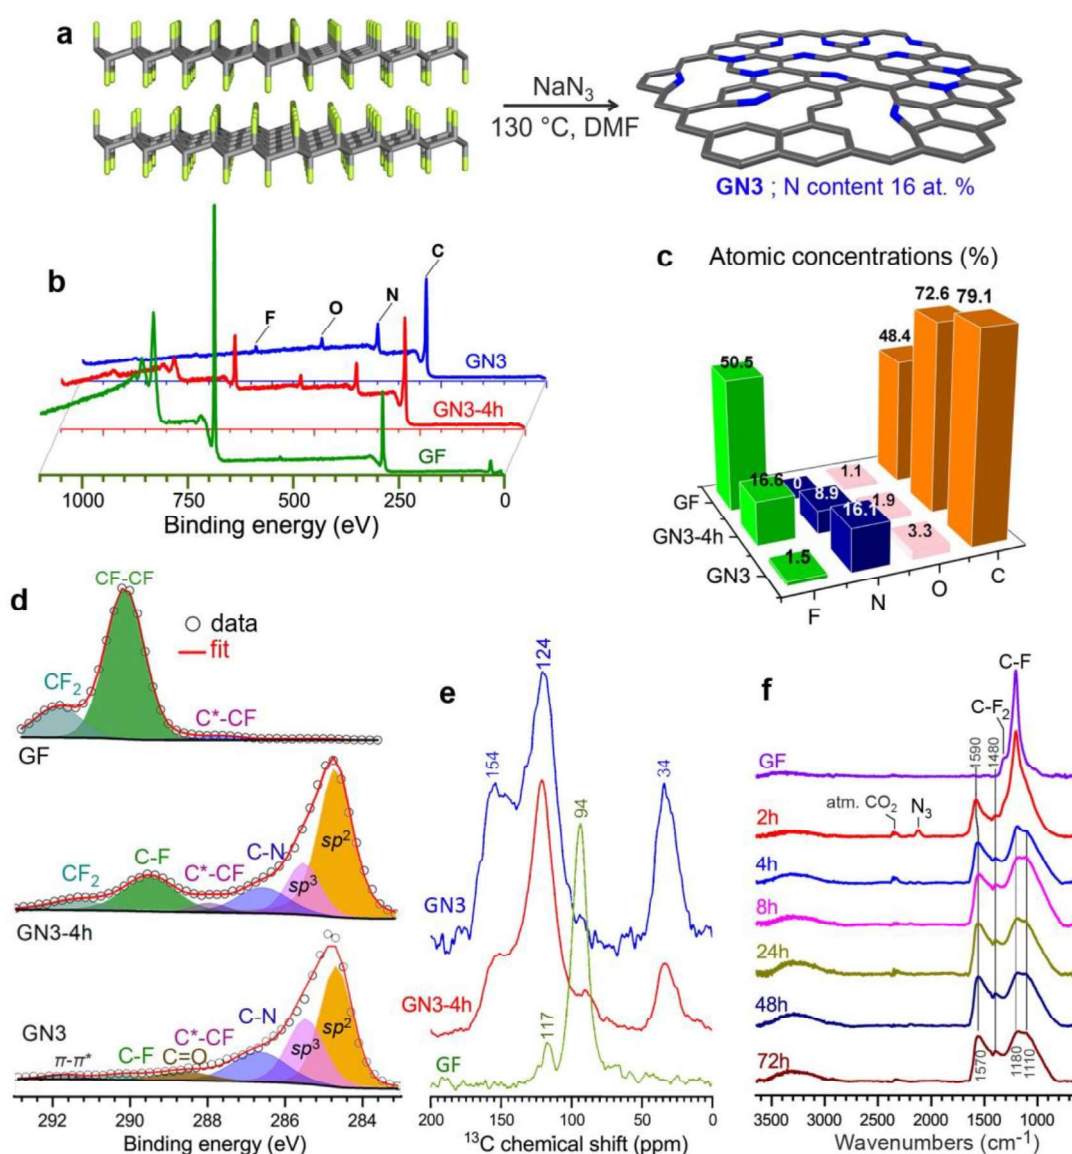 a
NaN3
130 °C, DMF
GN3 ; N content 16 at. %
b
F
O
N
C
GN3
GN3-4h
GF
1000
750
500
250
0
Binding energy (eV)
c
Atomic concentrations (%)
50.5
0
1.1
48.4
16.6
8.9
1.9
72.6
1.5
16.1
3.3
79.1
GF
GN3-4h
GN3
F
N
O
C
d
CF-CF
data
fit
CF2
C*-CF
GF
CF2
C-F
C*-CF
C-N
sp3
sp2
GN3-4h
GN3
π-π*
C-F
C*-CF
C=O
C-N
sp3
sp2
292
290
288
286
284
Binding energy (eV)
e
124
154
94
34
GN3
GN3-4h
117
GF
200
150
100
50
0
13C chemical shift (ppm)
f
C-F
C-F2
1590
1480
GF
atm. CO2
N3
2h
4h
8h
24h
48h
72h
1570
1180
1110
3500
3000
2500
2000
1500
1000
Wavenumbers (cm-1)